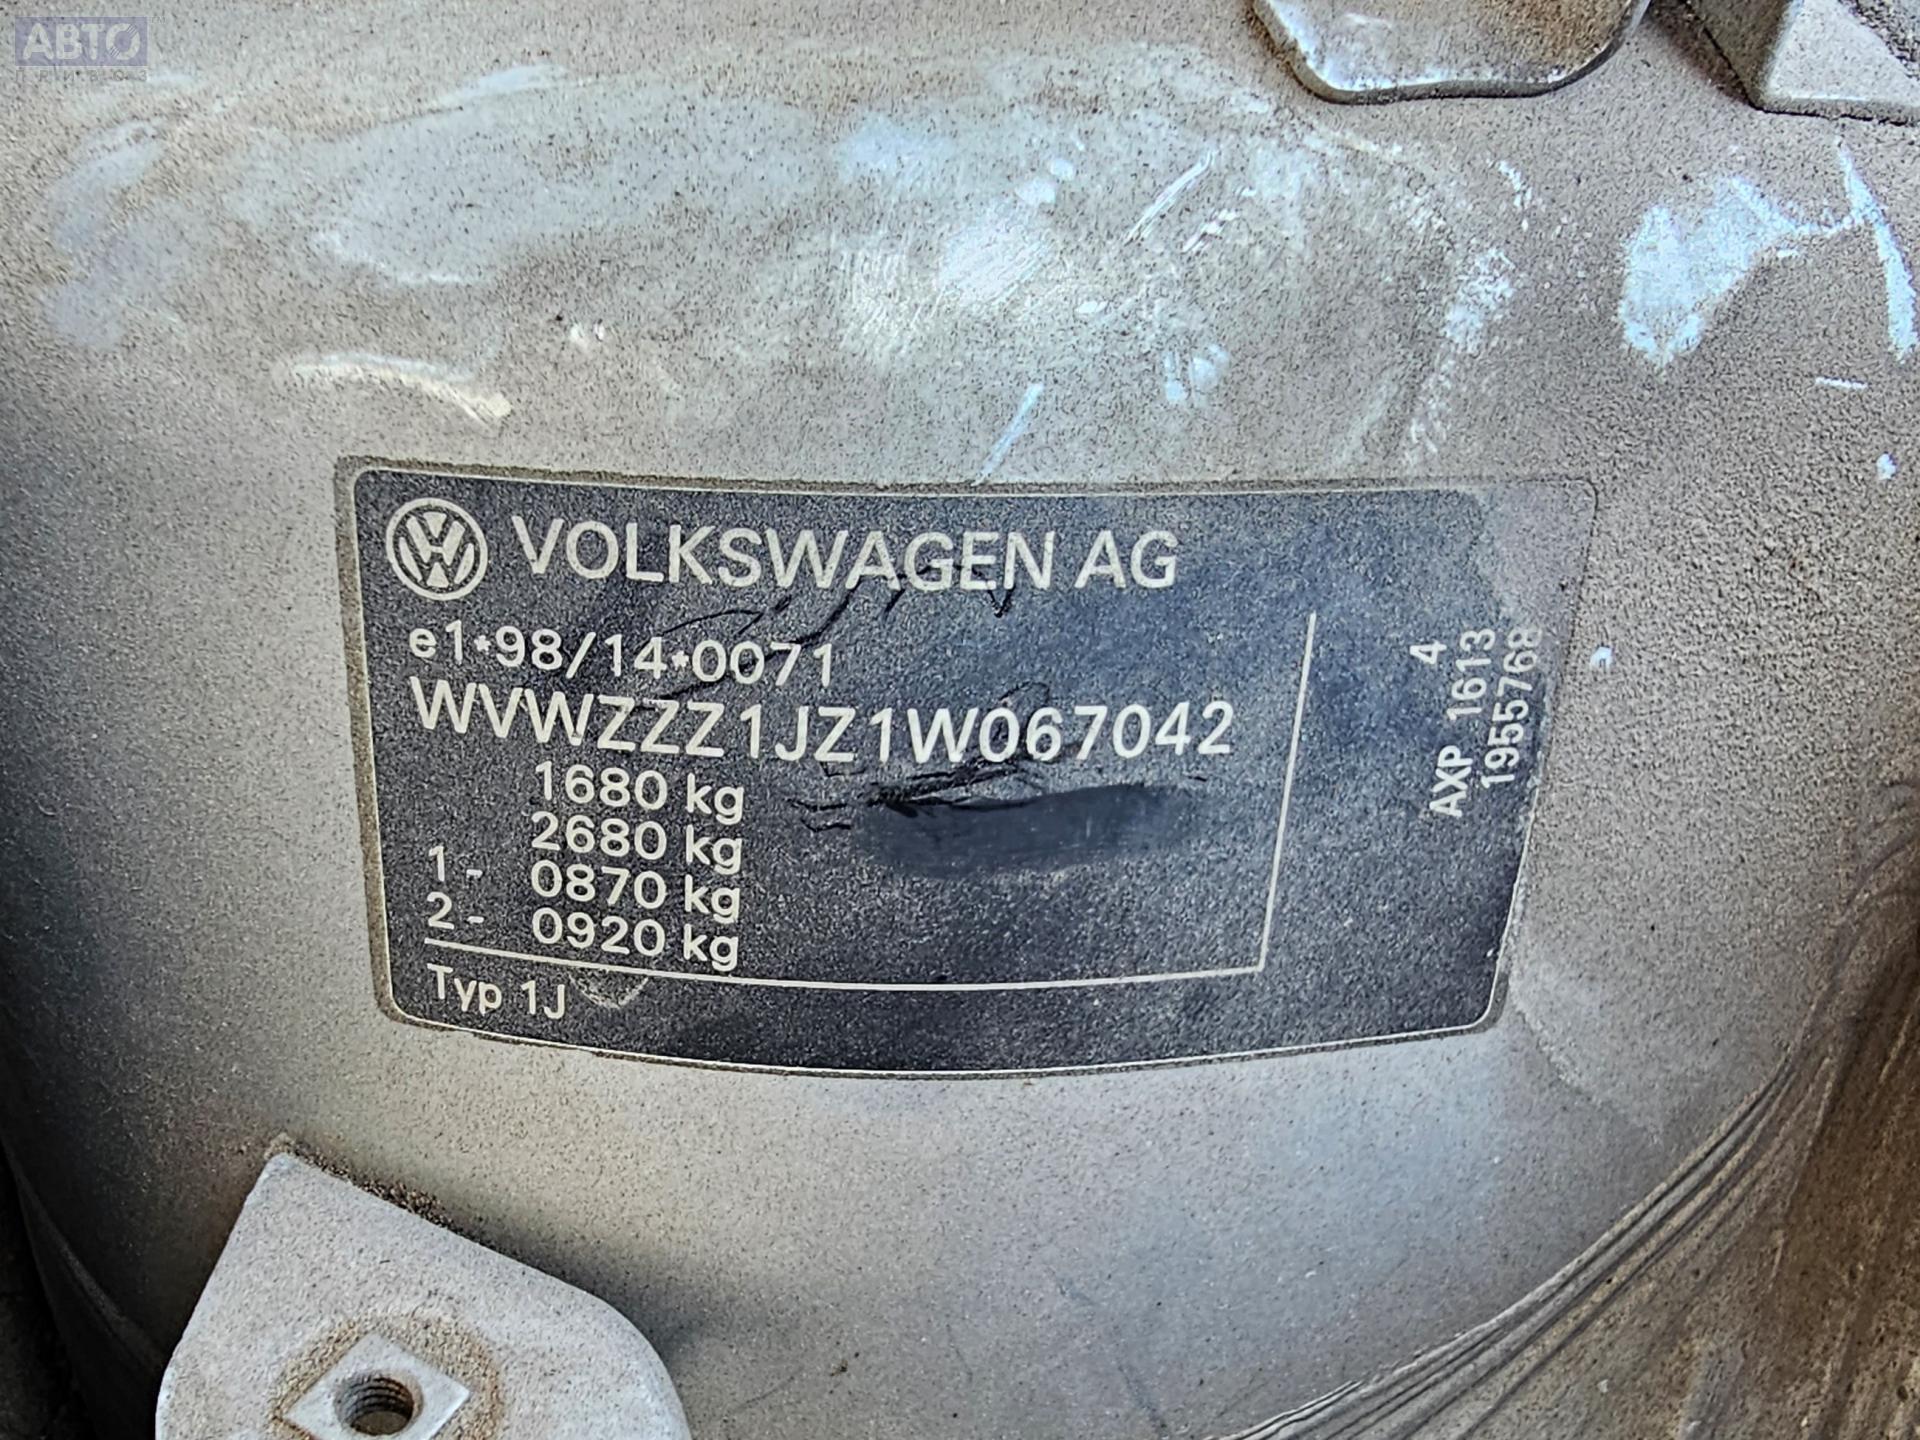 АВТО
ПРИВОЗ
VOLKSWAGEN AG
e1*98/14*0071
WVWZZZ1JZ1W067042
1680 kg
2680 kg
1 - 0870 kg
2 - 0920 kg
Typ 1J
4
AXP 1613
1955768